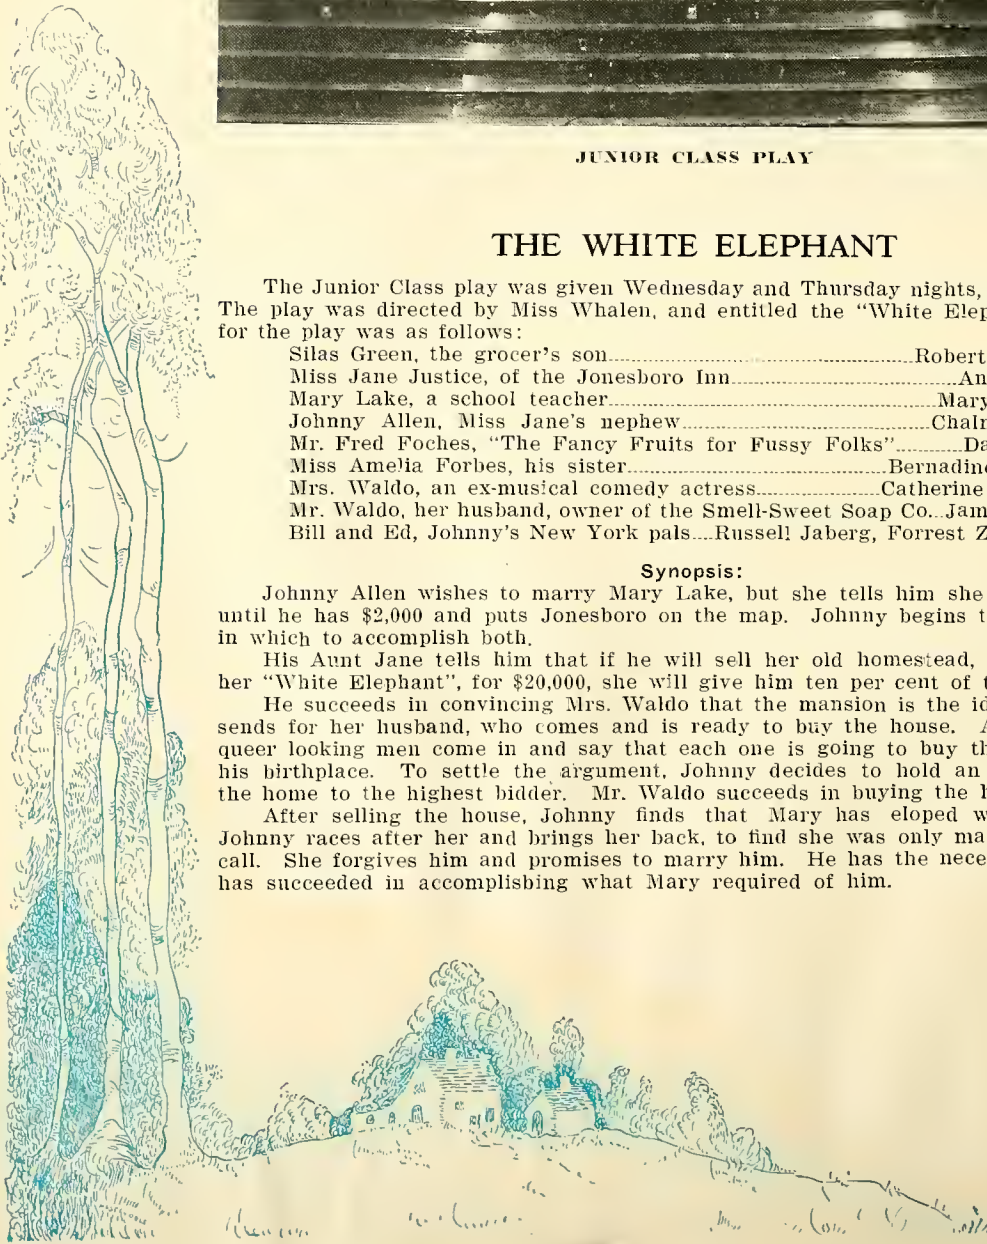 JUNIOR CLASS PLAY
THE WHITE ELEPHANT
The Junior Class play was given Wednesday and Thursday nights,
The play was directed by Miss Whalen, and entitled the “White Elep
for the play was as follows:
Silas Green, the grocer’s son......Robert
Miss Jane Justice, of the Jonesboro Inn......An
Mary Lake, a school teacher......Mary
Johnny Allen, Miss Jane’s nephew......Chalr
Mr. Fred Foches, “The Fancy Fruits for Fussy Folks”......Da
Miss Amelia Forbes, his sister......Bernadine
Mrs. Waldo, an ex-musical comedy actress......Catherine
Mr. Waldo, her husband, owner of the Smell-Sweet Soap Co...Jam
Bill and Ed, Johnny’s New York pals....Russell Jaberg, Forrest Z
Synopsis:
Johnny Allen wishes to marry Mary Lake, but she tells him she
until he has $2,000 and puts Jonesboro on the map. Johnny begins t
in which to accomplish both.
His Aunt Jane tells him that if he will sell her old homestead,
her “White Elephant”, for $20,000, she will give him ten per cent of t
He succeeds in convincing Mrs. Waldo that the mansion is the id
sends for her husband, who comes and is ready to buy the house. A
queer looking men come in and say that each one is going to buy th
his birthplace. To settle the argument, Johnny decides to hold an
the home to the highest bidder. Mr. Waldo succeeds in buying the h
After selling the house, Johnny finds that Mary has eloped w
Johnny races after her and brings her back, to find she was only ma
call. She forgives him and promises to marry him. He has the nece
has succeeded in accomplishing what Mary required of him.